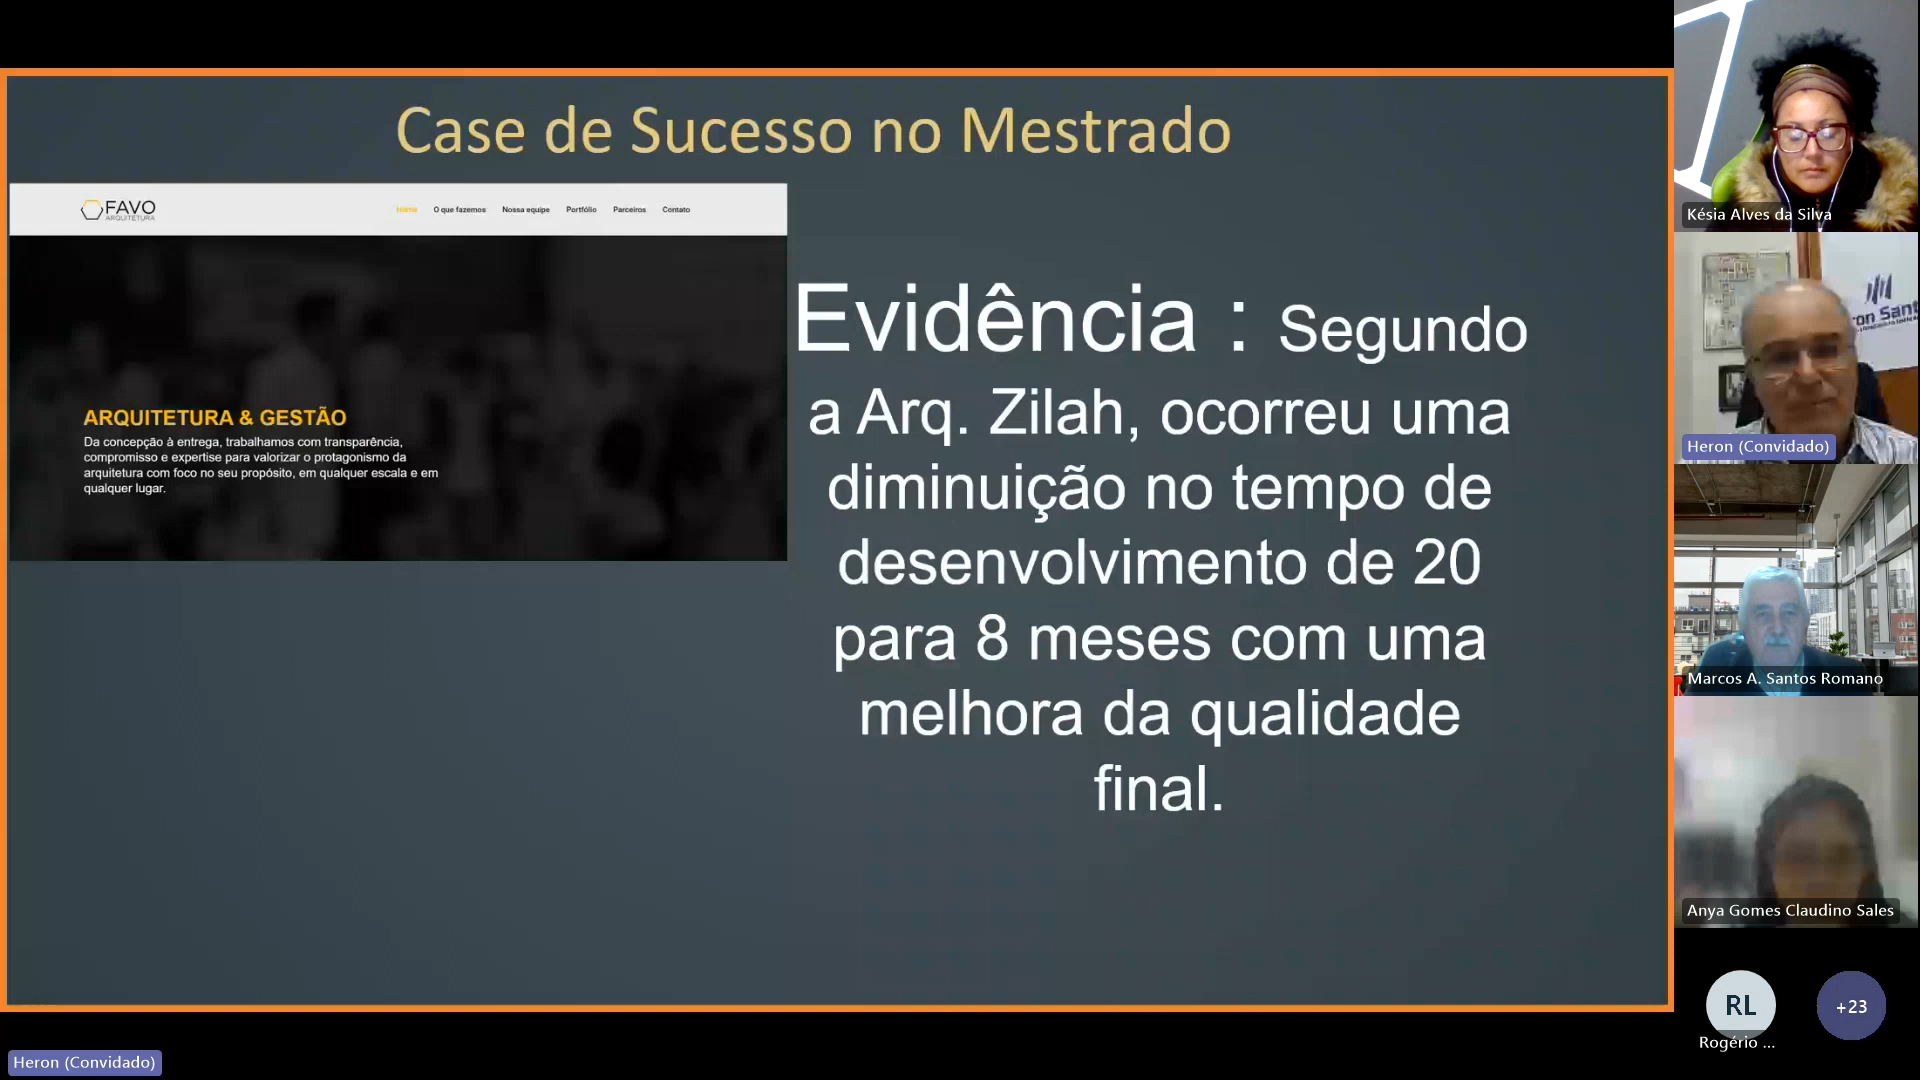 Case de Sucesso no Mestrado
FAVO
ARQUITETURA
Home O que fazemos Nossa equipe Portfólio Parceiros Contato
ARQUITETURA & GESTÃO
Da concepção à entrega, trabalhamos com transparência,
compromisso e expertise para valorizar o protagonismo da
arquitetura com foco no seu propósito, em qualquer escala e em
qualquer lugar.
Evidência : Segundo
a Arq. Zilah, ocorreu uma
diminuição no tempo de
desenvolvimento de 20
para 8 meses com uma
melhora da qualidade
final.
Késia Alves da Silva
Heron (Convidado)
Marcos A. Santos Romano
Anya Gomes Claudino Sales
RL
+23
Rogério ...
Heron (Convidado)